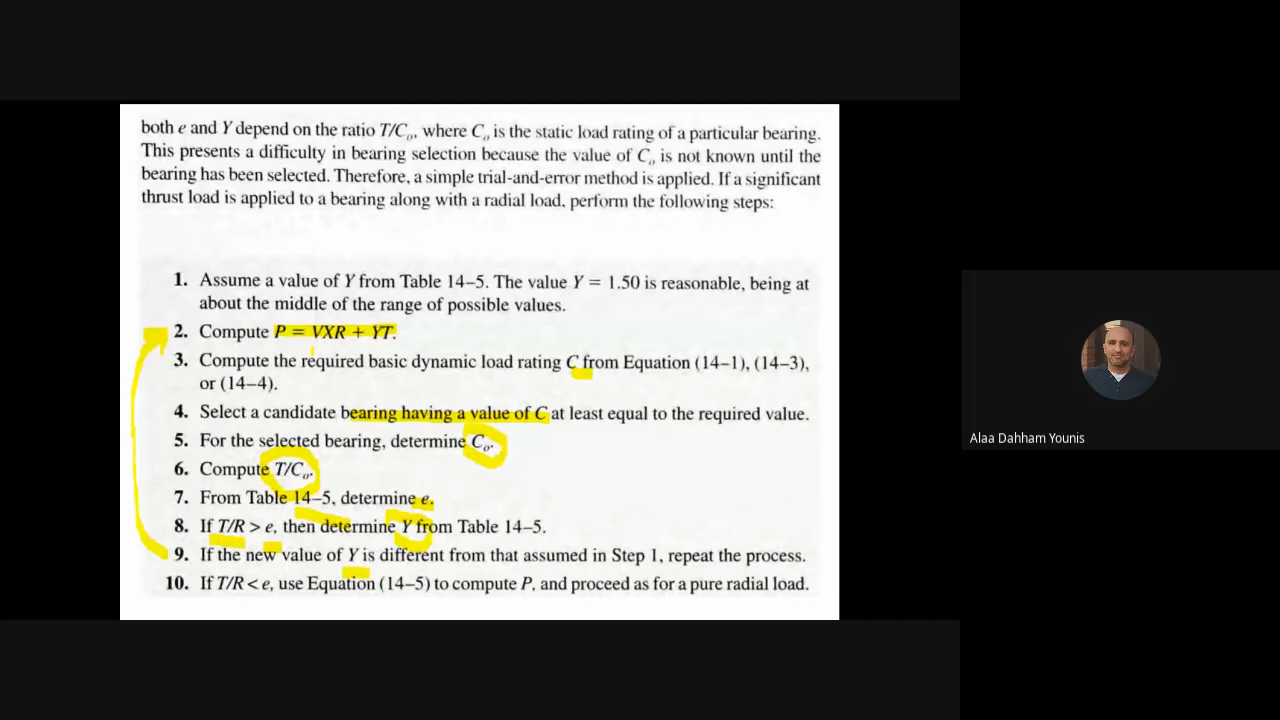 both e and Y depend on the ratio T/Co, where Co is the static load rating of a particular bearing.
This presents a difficulty in bearing selection because the value of Co is not known until the
bearing has been selected. Therefore, a simple trial-and-error method is applied. If a significant
thrust load is applied to a bearing along with a radial load, perform the following steps:
1. Assume a value of Y from Table 14–5. The value Y = 1.50 is reasonable, being at
about the middle of the range of possible values.
2. Compute P = VXR + YT.
3. Compute the required basic dynamic load rating C from Equation (14–1), (14–3),
or (14–4).
4. Select a candidate bearing having a value of C at least equal to the required value.
5. For the selected bearing, determine Co.
6. Compute T/Co.
7. From Table 14–5, determine e.
8. If T/R > e, then determine Y from Table 14–5.
9. If the new value of Y is different from that assumed in Step 1, repeat the process.
10. If T/R < e, use Equation (14–5) to compute P, and proceed as for a pure radial load.
Alaa Dahham Younis